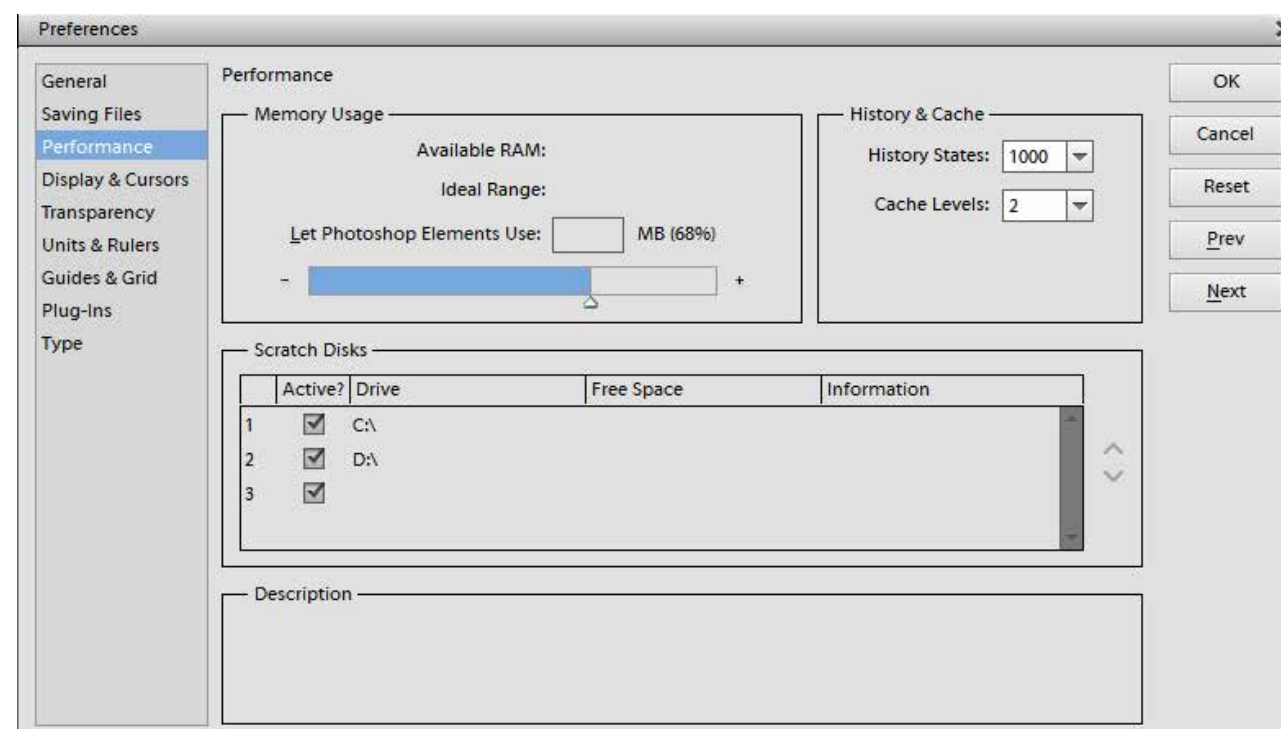 Preferences
General
Saving Files
Performance
Display & Cursors
Transparency
Units & Rulers
Guides & Grid
Plug-Ins
Type
Performance
Memory Usage
Available RAM:
Ideal Range:
Let Photoshop Elements Use: MB (68%)
- +
History & Cache
History States: 1000
Cache Levels: 2
Scratch Disks
Active? Drive Free Space Information
1 C:\
2 D:\
3
Description
OK
Cancel
Reset
Prev
Next